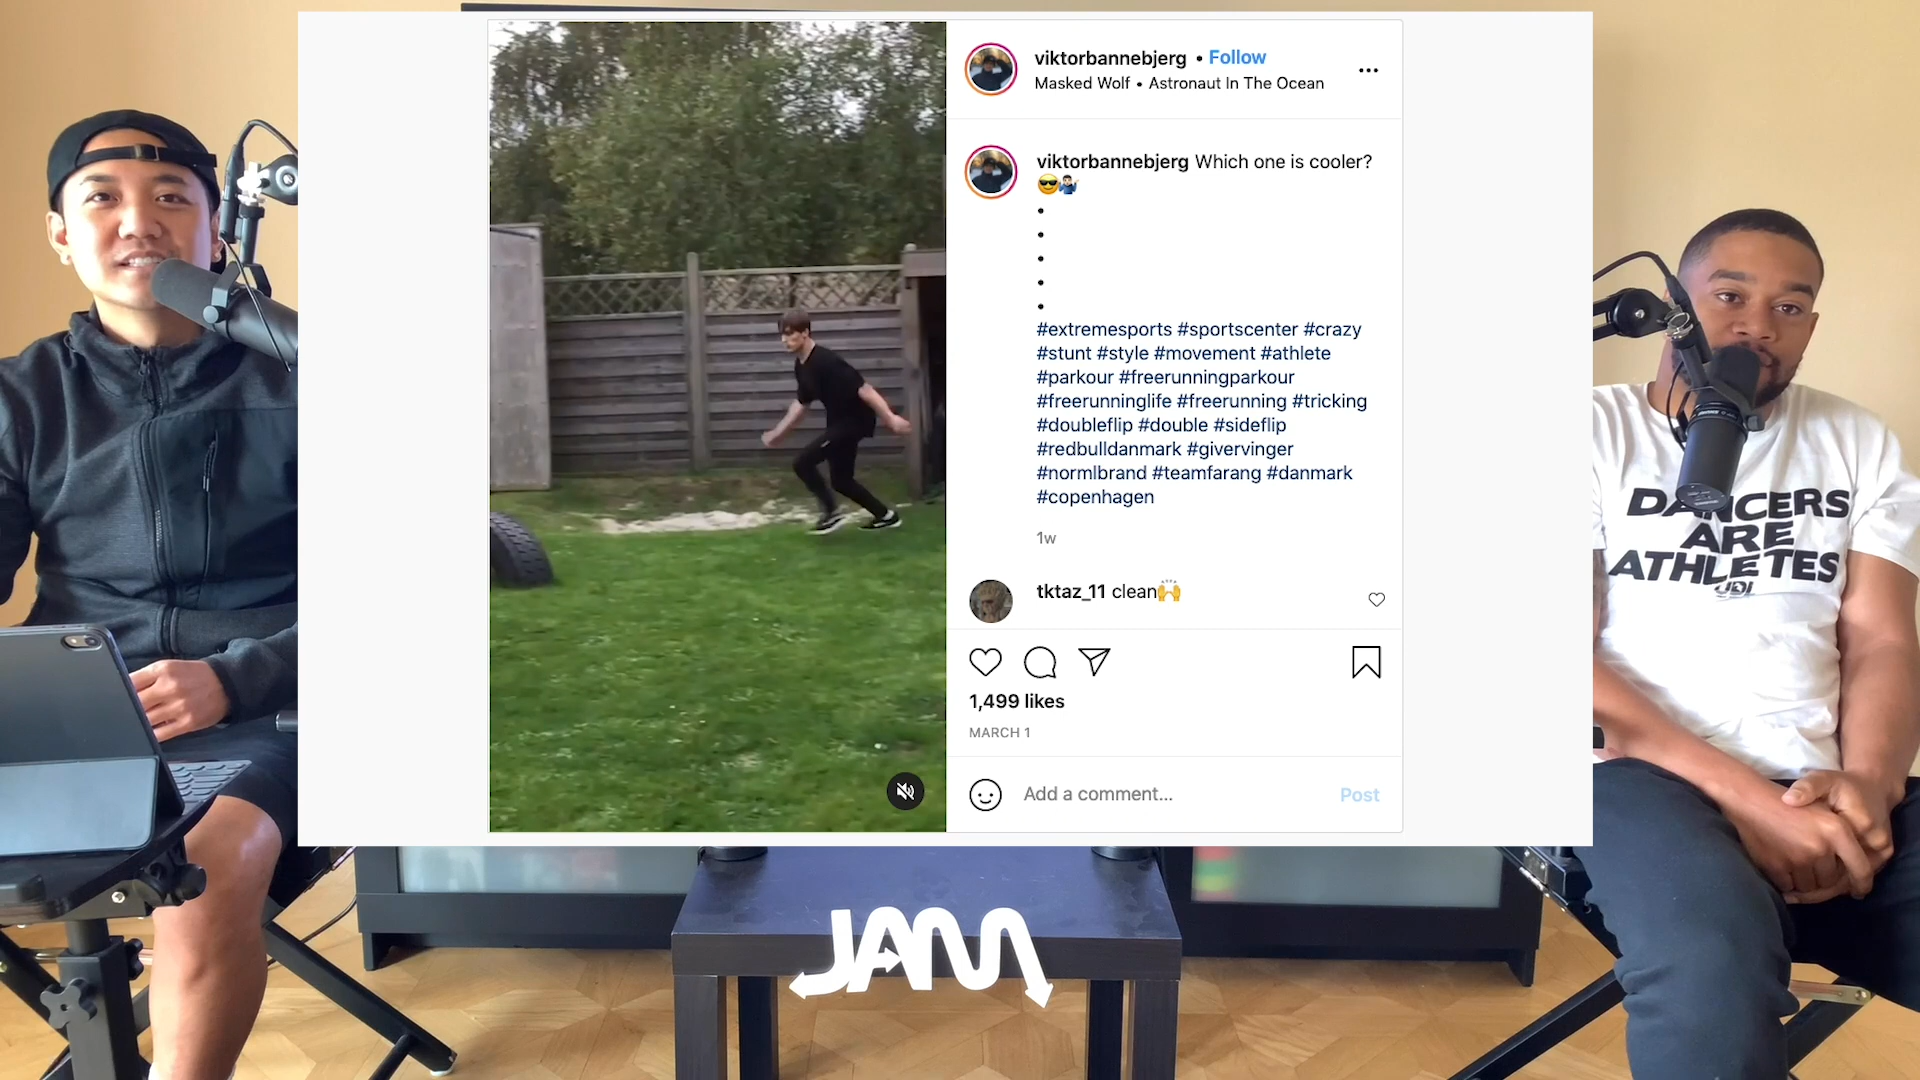 viktorbannebjerg • Follow
Masked Wolf • Astronaut In The Ocean
viktorbannebjerg Which one is cooler?
😎🤷🏻‍♂️
•
•
•
•
•
#extremesports #sportscenter #crazy
#stunt #style #movement #athlete
#parkour #freerunningparkour
#freerunninglife #freerunning #tricking
#doubleflip #double #sideflip
#redbulldanmark #givervinger
#normlbrand #teamfarang #danmark
#copenhagen
1w
tktaz_11 clean🙌
1,499 likes
MARCH 1
Add a comment... Post
DANCERS
ARE
ATHLETES
UDI
JAM